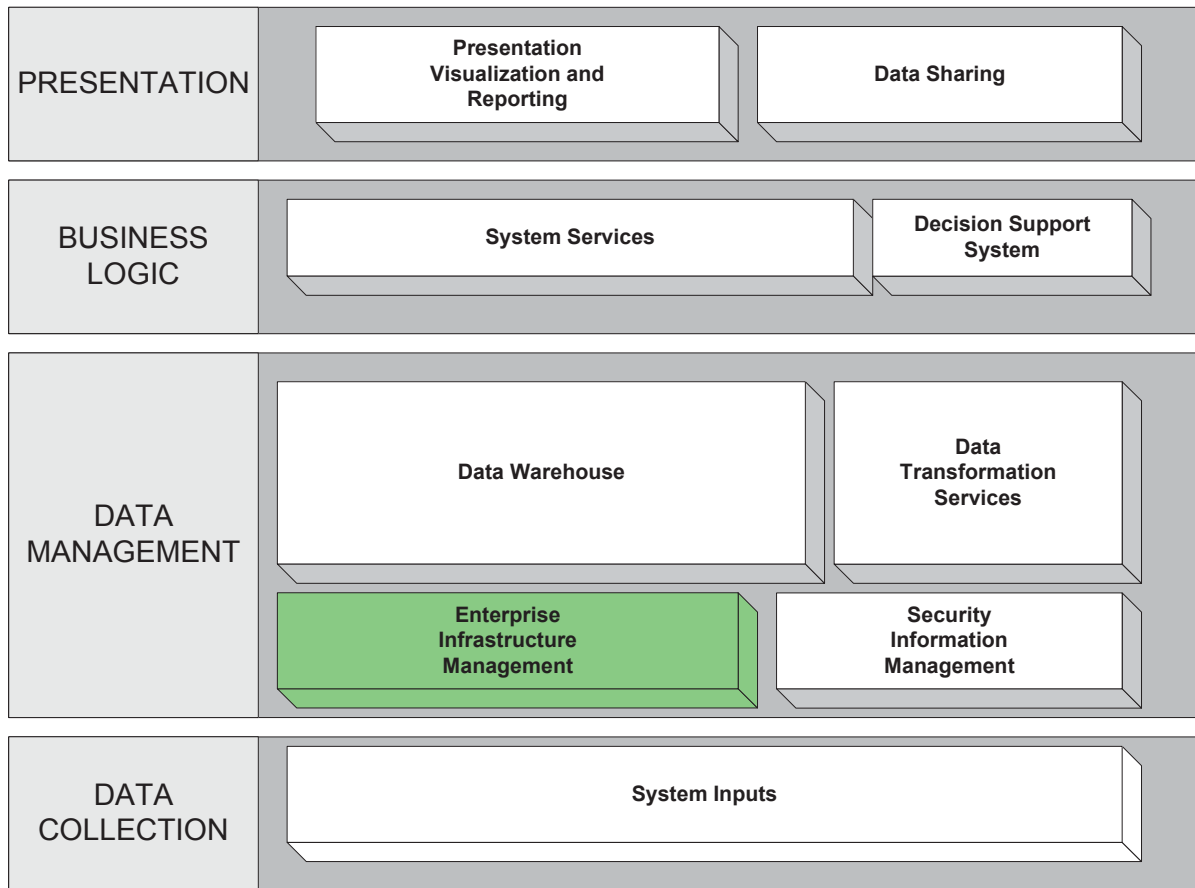 PRESENTATION
Presentation
Visualization and
Reporting
Data Sharing
BUSINESS
LOGIC
System Services
Decision Support
System
DATA
MANAGEMENT
Data Warehouse
Data
Transformation
Services
Enterprise
Infrastructure
Management
Security
Information
Management
DATA
COLLECTION
System Inputs